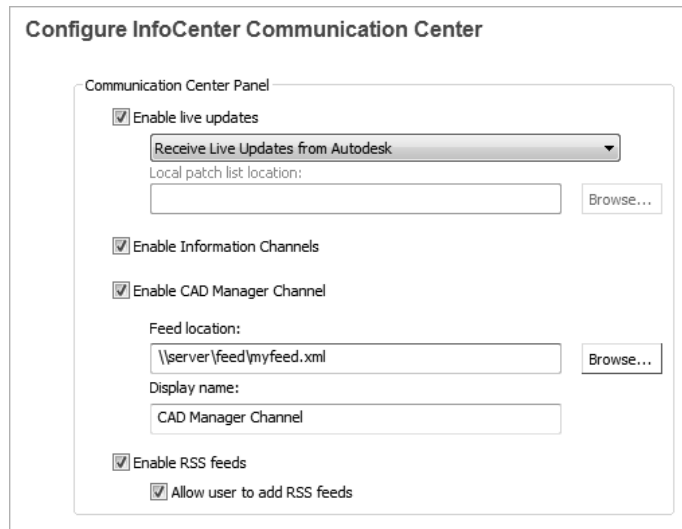 Configure InfoCenter Communication Center
Communication Center Panel
Enable live updates
Receive Live Updates from Autodesk
Local patch list location:
Browse...
Enable Information Channels
Enable CAD Manager Channel
Feed location:
\\server\feed\myfeed.xml
Browse...
Display name:
CAD Manager Channel
Enable RSS feeds
Allow user to add RSS feeds